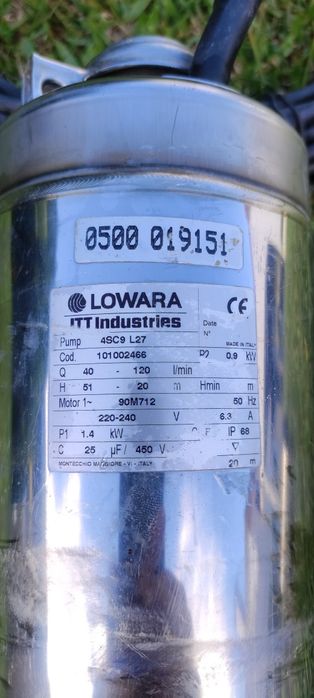 0500 019151
LOWARA CE
ITT Industries Date
Pump 4SC9 L27 N° MADE IN ITALY
Cod. 101002466 P2 0.9 kW
Q 40 - 120 l/min
H 51 - 20 m Hmin m
Motor 1~ 90M712 50 Hz
220-240 V 6.3 A
P1 1.4 kW IP 68
C 25 µF / 450 V
MONTECCHIO MAGGIORE - VI - ITALY 20 m